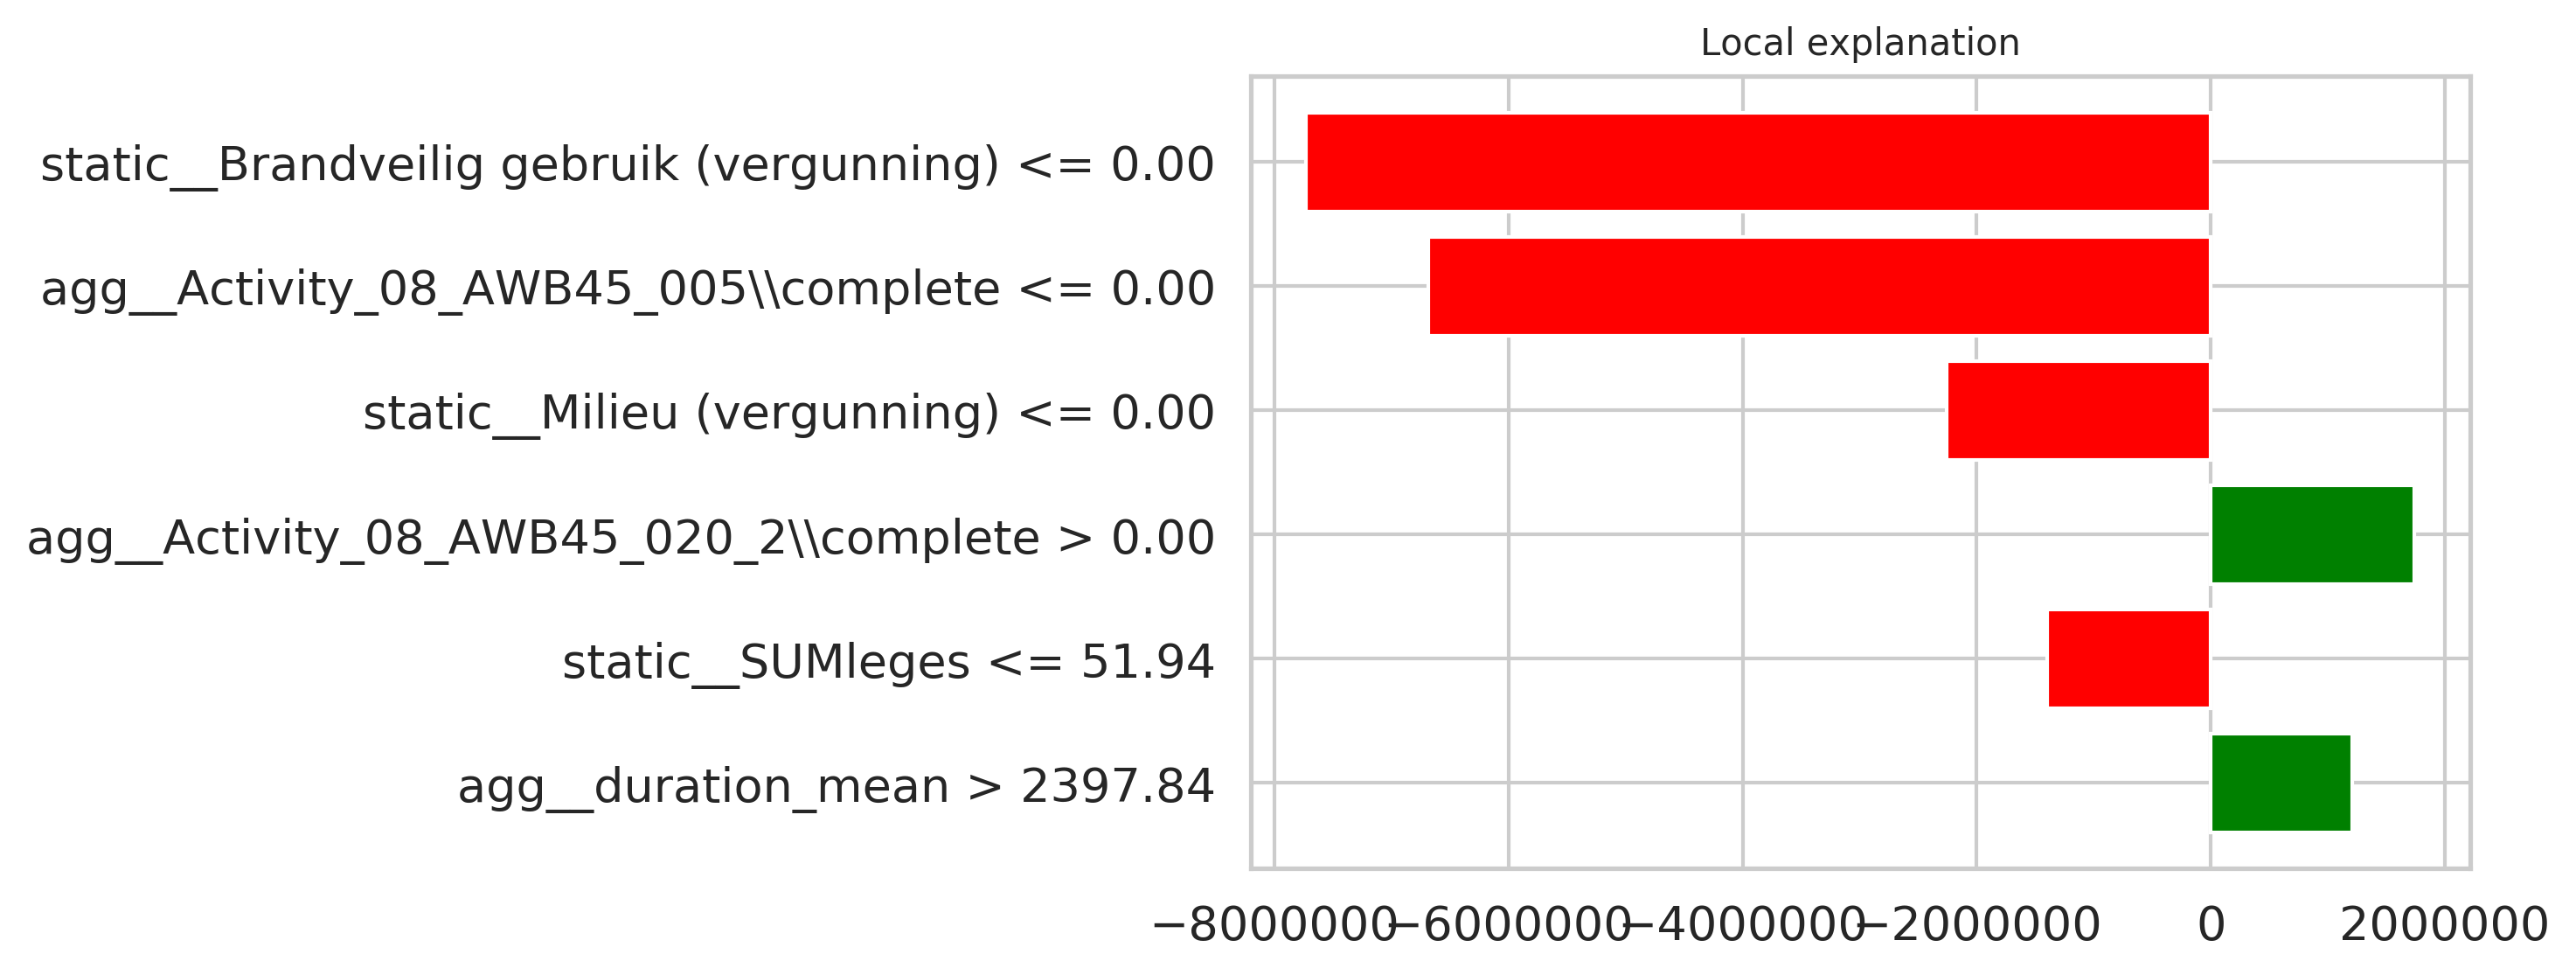 Local explanation
static__Brandveilig gebruik (vergunning) <= 0.00
agg__Activity_08_AWB45_005\\complete <= 0.00
static__Milieu (vergunning) <= 0.00
agg__Activity_08_AWB45_020_2\\complete > 0.00
static__SUMleges <= 51.94
agg__duration_mean > 2397.84
−8000000 −6000000 −4000000 −2000000 0 2000000